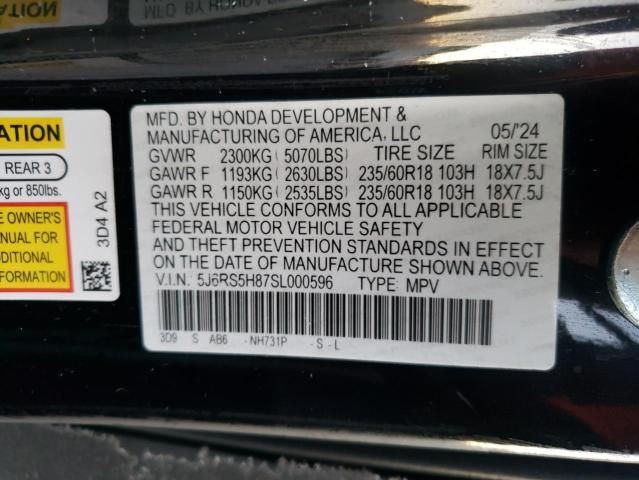 ATION
REAR 3
kg or 850lbs.
E OWNER'S
ANUAL FOR
DDITIONAL
FORMATION
3D4 A2
MFD. BY HONDA DEVELOPMENT &
MANUFACTURING OF AMERICA, LLC 05/'24
GVWR 2300KG (5070LBS) TIRE SIZE RIM SIZE
GAWR F 1193KG (2630LBS) 235/60R18 103H 18X7.5J
GAWR R 1150KG (2535LBS) 235/60R18 103H 18X7.5J
THIS VEHICLE CONFORMS TO ALL APPLICABLE
FEDERAL MOTOR VEHICLE SAFETY
AND THEFT PREVENTION STANDARDS IN EFFECT
ON THE DATE OF MANUFACTURE SHOWN ABOVE.
V.I.N.: 5J6RS5H87SL000596 TYPE: MPV
3D9 S AB6 -NH731P -S-L